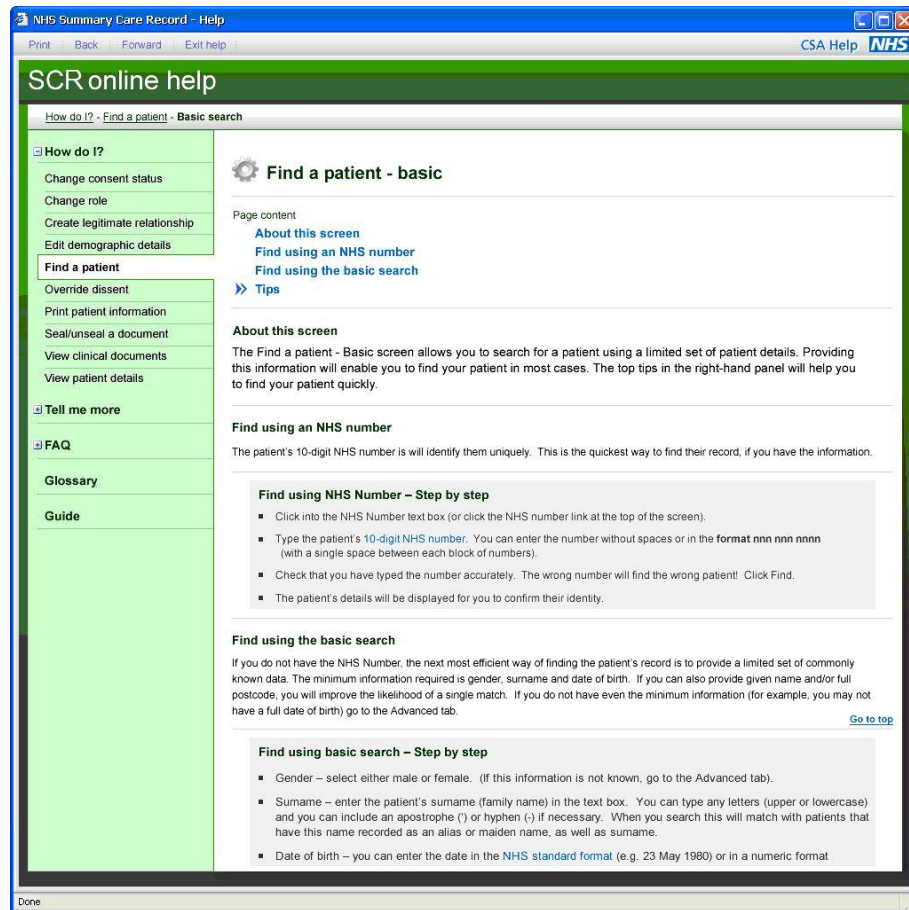 NHS Summary Care Record - Help
Print Back Forward Exit help
CSA Help NHS
SCR online help
How do I? - Find a patient - Basic search
How do I?
Change consent status
Change role
Create legitimate relationship
Edit demographic details
Find a patient
Override dissent
Print patient information
Seal/unseal a document
View clinical documents
View patient details
Tell me more
FAQ
Glossary
Guide
Find a patient - basic
Page content
About this screen
Find using an NHS number
Find using the basic search
Tips
About this screen
The Find a patient - Basic screen allows you to search for a patient using a limited set of patient details. Providing
this information will enable you to find your patient in most cases. The top tips in the right-hand panel will help you
to find your patient quickly.
Find using an NHS number
The patient's 10-digit NHS number is will identify them uniquely. This is the quickest way to find their record, if you have the information.
Find using NHS Number – Step by step
Click into the NHS Number text box (or click the NHS number link at the top of the screen).
Type the patient's 10-digit NHS number. You can enter the number without spaces or in the format nnn nnn nnnn
(with a single space between each block of numbers).
Check that you have typed the number accurately. The wrong number will find the wrong patient! Click Find.
The patient's details will be displayed for you to confirm their identity.
Find using the basic search
If you do not have the NHS Number, the next most efficient way of finding the patient's record is to provide a limited set of commonly
known data. The minimum information required is gender, surname and date of birth. If you can also provide given name and/or full
postcode, you will improve the likelihood of a single match. If you do not have even the minimum information (for example, you may not
have a full date of birth) go to the Advanced tab.
Go to top
Find using basic search – Step by step
Gender – select either male or female. (If this information is not known, go to the Advanced tab).
Surname – enter the patient's surname (family name) in the text box. You can type any letters (upper or lowercase)
and you can include an apostrophe (') or hyphen (-) if necessary. When you search this will match with patients that
have this name recorded as an alias or maiden name, as well as surname.
Date of birth – you can enter the date in the NHS standard format (e.g. 23 May 1980) or in a numeric format
Done